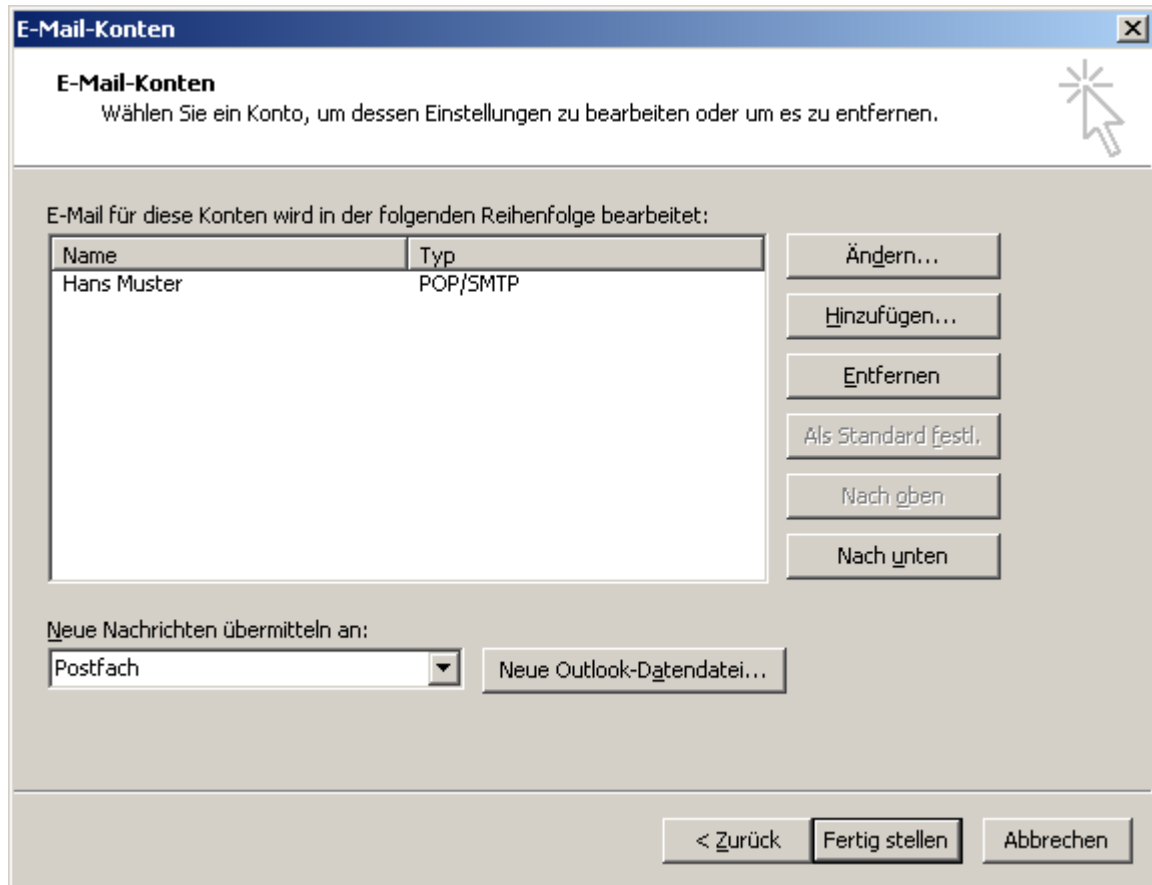 E-Mail-Konten
E-Mail-Konten
Wählen Sie ein Konto, um dessen Einstellungen zu bearbeiten oder um es zu entfernen.
E-Mail für diese Konten wird in der folgenden Reihenfolge bearbeitet:
Name Typ
Hans Muster POP/SMTP
Ändern...
Hinzufügen...
Entfernen
Als Standard festl.
Nach oben
Nach unten
Neue Nachrichten übermitteln an:
Postfach
Neue Outlook-Datendatei...
< Zurück Fertig stellen Abbrechen